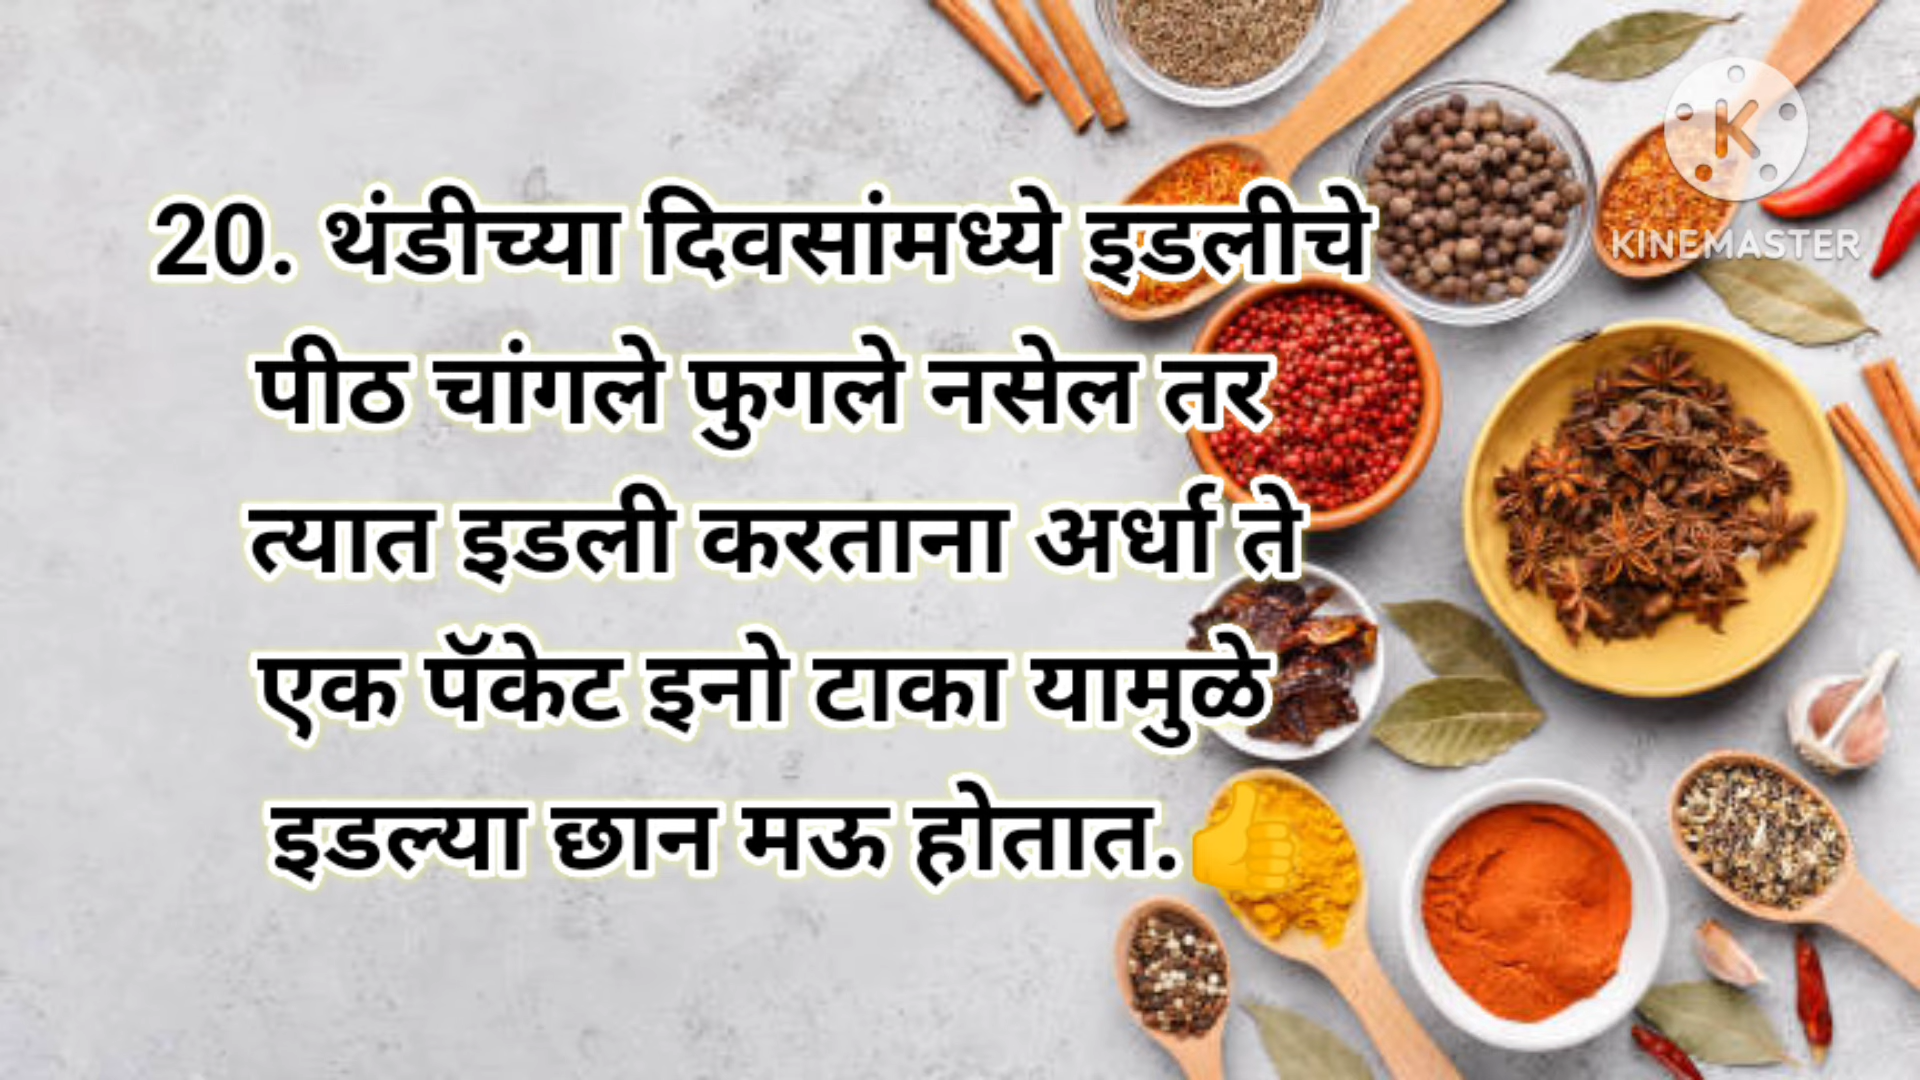 20. थंडीच्या दिवसांमध्ये इडलीचे
पीठ चांगले फुगले नसेल तर
त्यात इडली करताना अर्धा ते
एक पॅकेट इनो टाका यामुळे
इडल्या छान मऊ होतात.👍
K
KINEMASTER